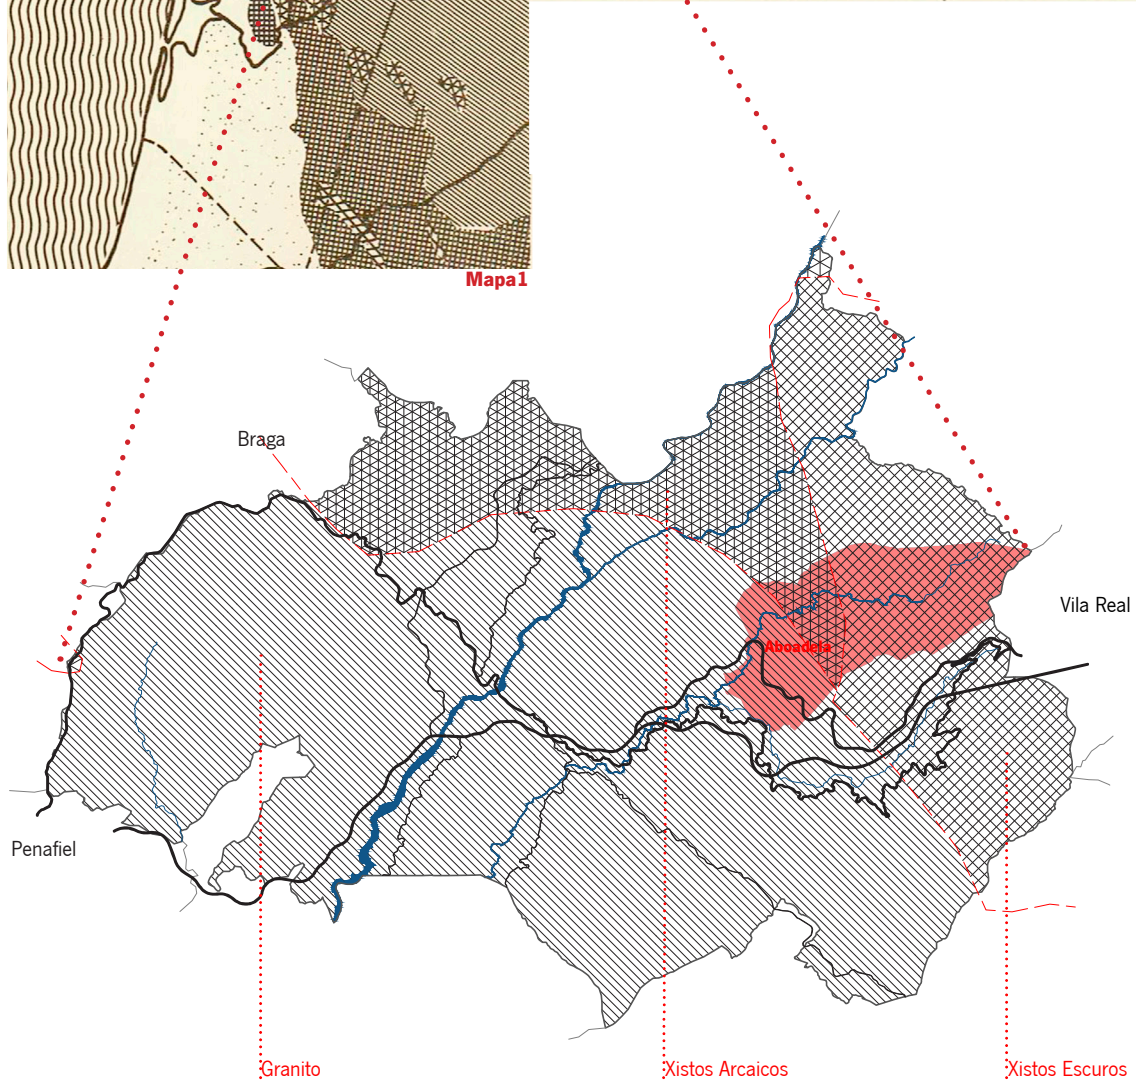 Mapa1
Braga
Vila Real
Aboadela
Penafiel
Granito
Xistos Arcaicos
Xistos Escuros